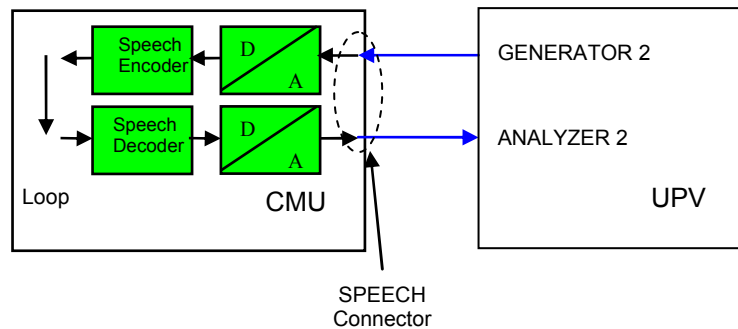 Speech
Encoder
D
A
GENERATOR 2
Speech
Decoder
D
A
ANALYZER 2
Loop
CMU
UPV
SPEECH
Connector